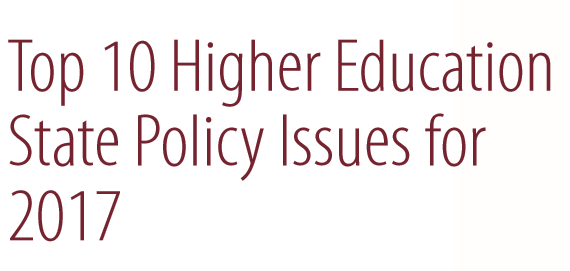 Top 10 Higher Education
State Policy Issues for
2017